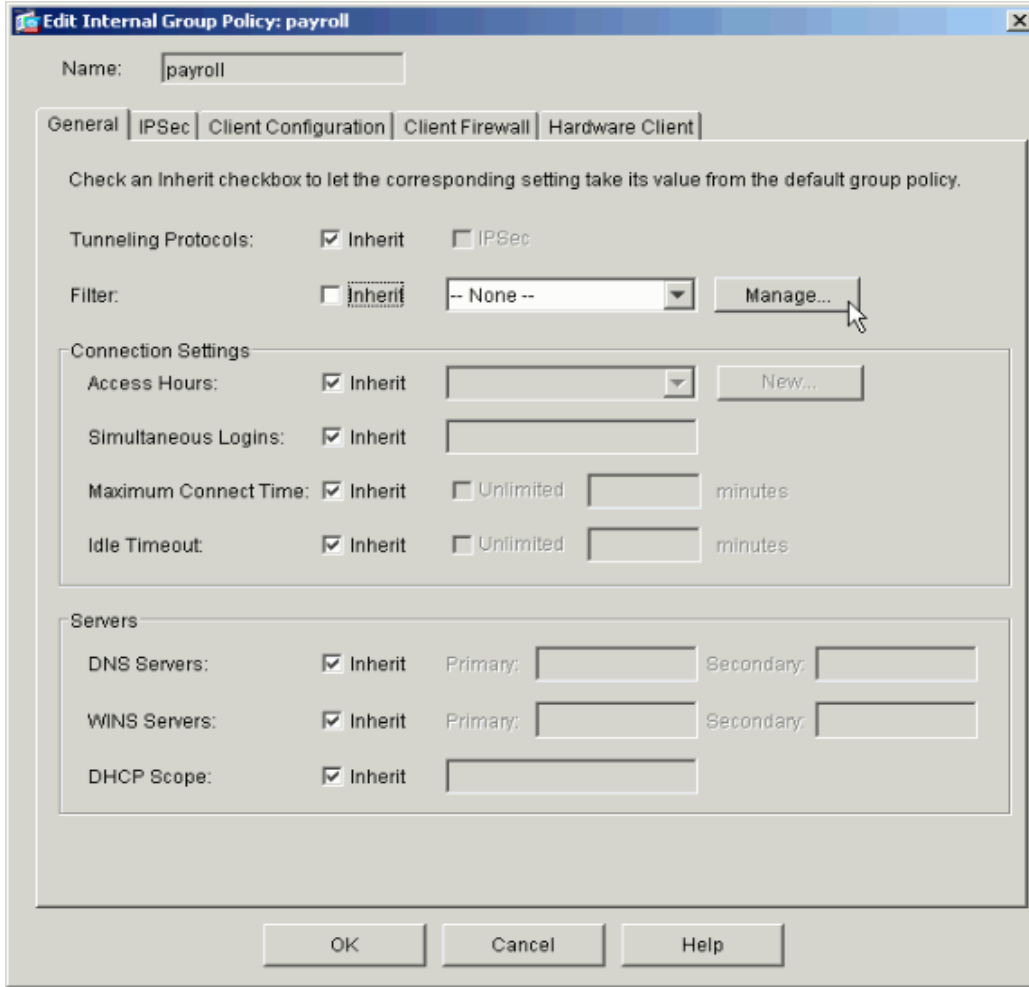 Edit Internal Group Policy: payroll
Name: payroll
General IPSec Client Configuration Client Firewall Hardware Client
Check an Inherit checkbox to let the corresponding setting take its value from the default group policy.
Tunneling Protocols: Inherit IPSec
Filter: Inherit -- None -- Manage...
Connection Settings
Access Hours: Inherit New...
Simultaneous Logins: Inherit
Maximum Connect Time: Inherit Unlimited minutes
Idle Timeout: Inherit Unlimited minutes
Servers
DNS Servers: Inherit Primary: Secondary:
WINS Servers: Inherit Primary: Secondary:
DHCP Scope: Inherit
OK Cancel Help